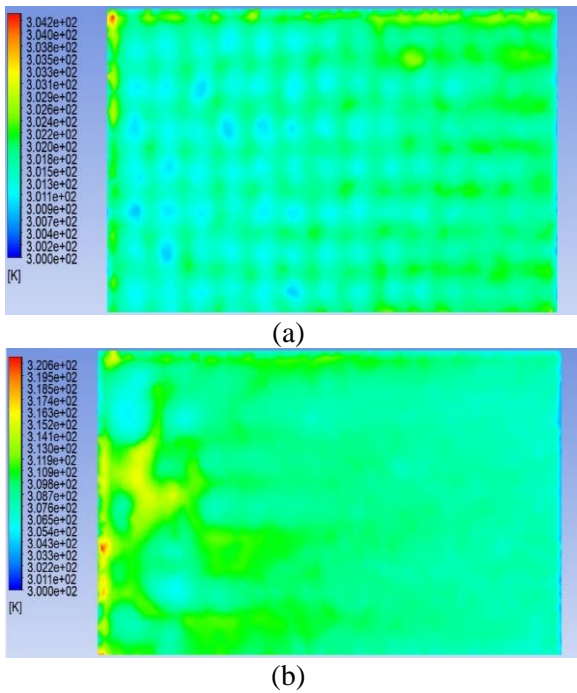 3.042e+02
3.040e+02
3.038e+02
3.035e+02
3.033e+02
3.031e+02
3.029e+02
3.026e+02
3.024e+02
3.022e+02
3.020e+02
3.018e+02
3.015e+02
3.013e+02
3.011e+02
3.009e+02
3.007e+02
3.004e+02
3.002e+02
3.000e+02
[K]
(a)
3.206e+02
3.195e+02
3.185e+02
3.174e+02
3.163e+02
3.152e+02
3.141e+02
3.130e+02
3.119e+02
3.109e+02
3.098e+02
3.087e+02
3.076e+02
3.065e+02
3.054e+02
3.043e+02
3.033e+02
3.022e+02
3.011e+02
3.000e+02
[K]
(b)